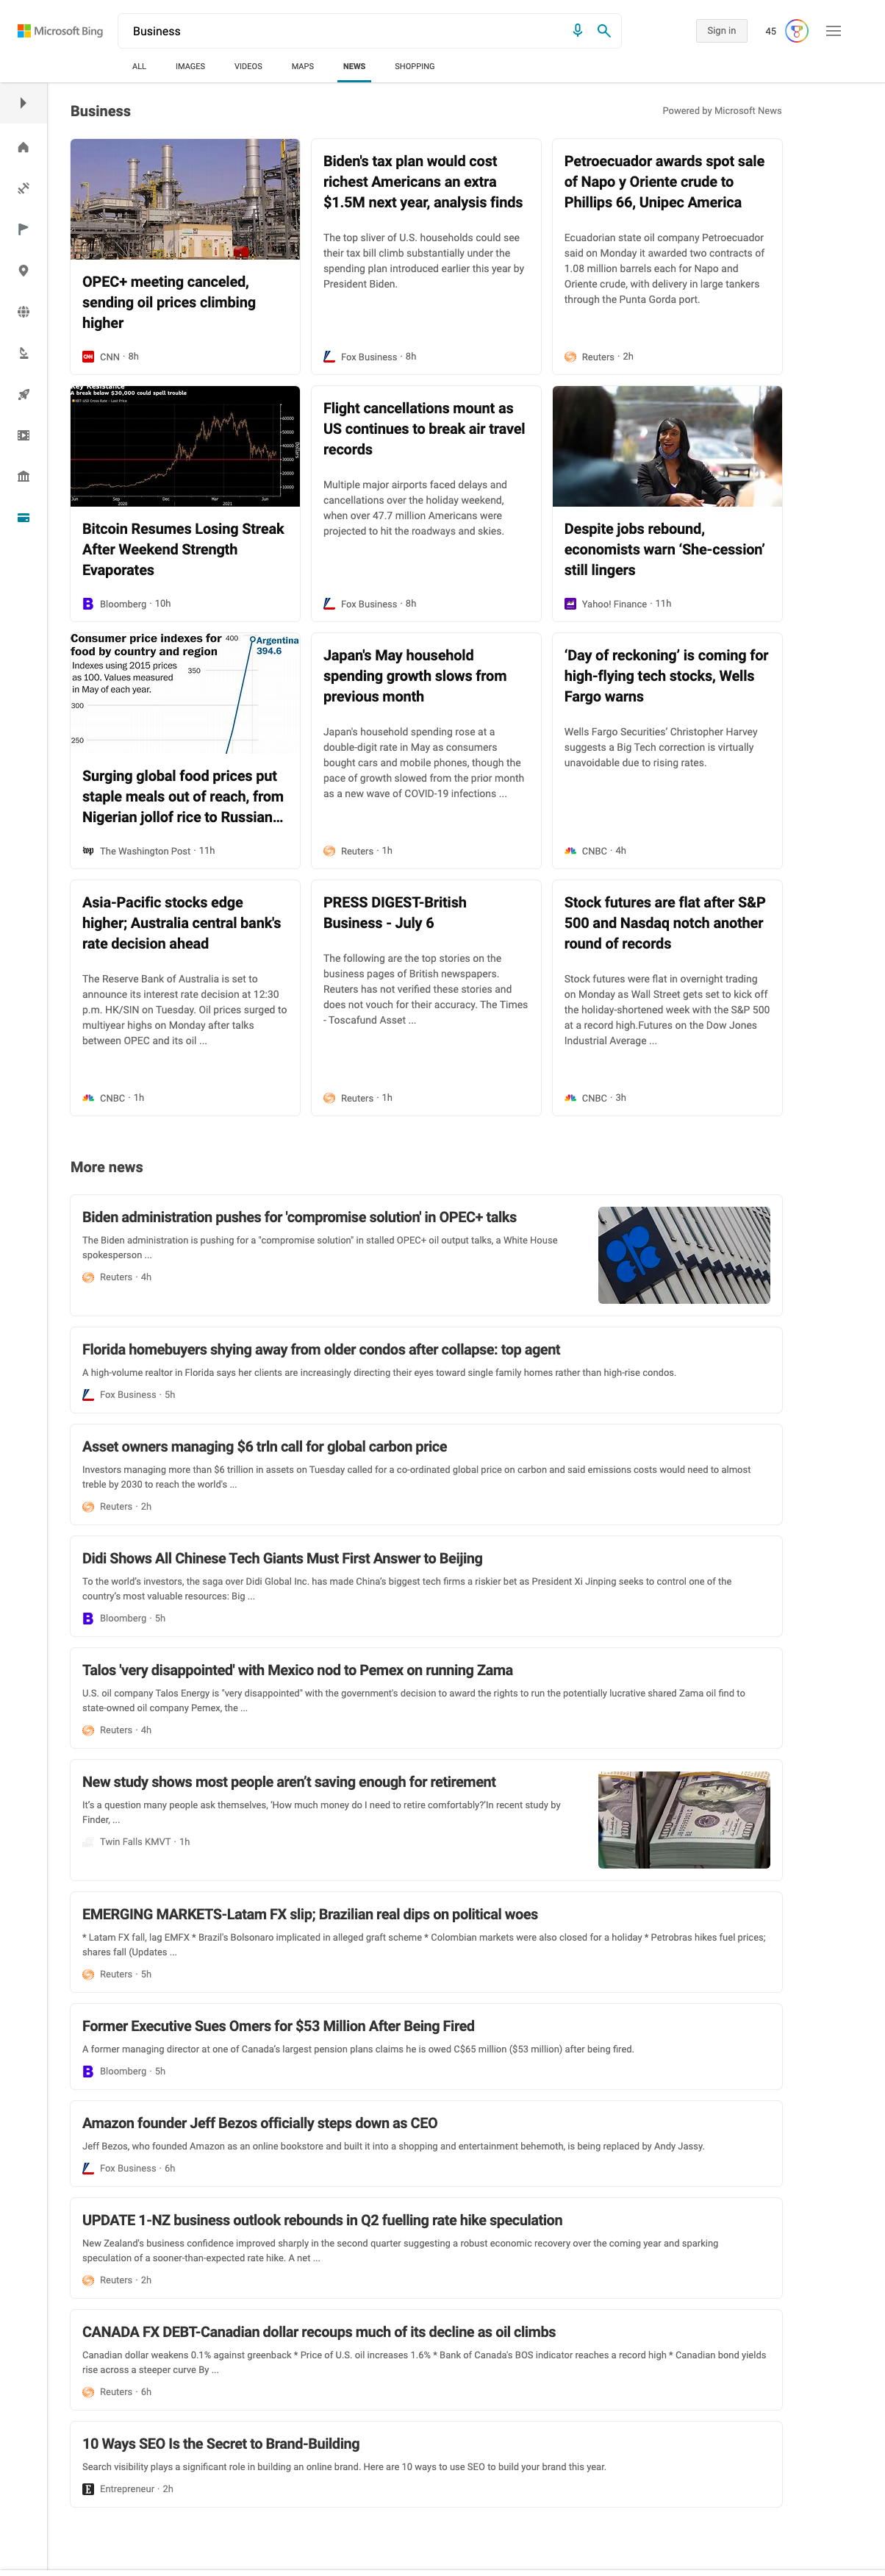 Microsoft Bing
Business
Sign in
45
ALL
IMAGES
VIDEOS
MAPS
NEWS
SHOPPING
Business
Powered by Microsoft News
OPEC+ meeting canceled,
sending oil prices climbing
higher
CNN · 8h
Biden's tax plan would cost
richest Americans an extra
$1.5M next year, analysis finds
The top sliver of U.S. households could see
their tax bill climb substantially under the
spending plan introduced earlier this year by
President Biden.
Fox Business · 8h
Petroecuador awards spot sale
of Napo y Oriente crude to
Phillips 66, Unipec America
Ecuadorian state oil company Petroecuador
said on Monday it awarded two contracts of
1.08 million barrels each for Napo and
Oriente crude, with delivery in large tankers
through the Punta Gorda port.
Reuters · 2h
Key Resistance
A break below $30,000 could spell trouble
60000
50000
40000
30000
20000
10000
Jun
Sep
Dec
Mar
Jun
2020
2021
Bitcoin Resumes Losing Streak
After Weekend Strength
Evaporates
Bloomberg · 10h
Flight cancellations mount as
US continues to break air travel
records
Multiple major airports faced delays and
cancellations over the holiday weekend,
when over 47.7 million Americans were
projected to hit the roadways and skies.
Fox Business · 8h
Despite jobs rebound,
economists warn ‘She-cession’
still lingers
Yahoo! Finance · 11h
Consumer price indexes for
food by country and region
Indexes using 2015 prices
as 100. Values measured
in May of each year.
400
Argentina
394.6
350
300
250
Surging global food prices put
staple meals out of reach, from
Nigerian jollof rice to Russian...
The Washington Post · 11h
Japan's May household
spending growth slows from
previous month
Japan's household spending rose at a
double-digit rate in May as consumers
bought cars and mobile phones, though the
pace of growth slowed from the prior month
as a new wave of COVID-19 infections ...
Reuters · 1h
‘Day of reckoning’ is coming for
high-flying tech stocks, Wells
Fargo warns
Wells Fargo Securities’ Christopher Harvey
suggests a Big Tech correction is virtually
unavoidable due to rising rates.
CNBC · 4h
Asia-Pacific stocks edge
higher; Australia central bank's
rate decision ahead
The Reserve Bank of Australia is set to
announce its interest rate decision at 12:30
p.m. HK/SIN on Tuesday. Oil prices surged to
multiyear highs on Monday after talks
between OPEC and its oil ...
CNBC · 1h
PRESS DIGEST-British
Business - July 6
The following are the top stories on the
business pages of British newspapers.
Reuters has not verified these stories and
does not vouch for their accuracy. The Times
- Toscafund Asset ...
Reuters · 1h
Stock futures are flat after S&P
500 and Nasdaq notch another
round of records
Stock futures were flat in overnight trading
on Monday as Wall Street gets set to kick off
the holiday-shortened week with the S&P 500
at a record high.Futures on the Dow Jones
Industrial Average ...
CNBC · 3h
More news
Biden administration pushes for 'compromise solution' in OPEC+ talks
The Biden administration is pushing for a "compromise solution" in stalled OPEC+ oil output talks, a White House
spokesperson ...
Reuters · 4h
Florida homebuyers shying away from older condos after collapse: top agent
A high-volume realtor in Florida says her clients are increasingly directing their eyes toward single family homes rather than high-rise condos.
Fox Business · 5h
Asset owners managing $6 trln call for global carbon price
Investors managing more than $6 trillion in assets on Tuesday called for a co-ordinated global price on carbon and said emissions costs would need to almost
treble by 2030 to reach the world's ...
Reuters · 2h
Didi Shows All Chinese Tech Giants Must First Answer to Beijing
To the world’s investors, the saga over Didi Global Inc. has made China’s biggest tech firms a riskier bet as President Xi Jinping seeks to control one of the
country’s most valuable resources: Big ...
Bloomberg · 5h
Talos 'very disappointed' with Mexico nod to Pemex on running Zama
U.S. oil company Talos Energy is "very disappointed" with the government's decision to award the rights to run the potentially lucrative shared Zama oil find to
state-owned oil company Pemex, the ...
Reuters · 4h
New study shows most people aren’t saving enough for retirement
It’s a question many people ask themselves, ‘How much money do I need to retire comfortably?’In recent study by
Finder, ...
Twin Falls KMVT · 1h
EMERGING MARKETS-Latam FX slip; Brazilian real dips on political woes
* Latam FX fall, lag EMFX * Brazil's Bolsonaro implicated in alleged graft scheme * Colombian markets were also closed for a holiday * Petrobras hikes fuel prices;
shares fall (Updates ...
Reuters · 5h
Former Executive Sues Omers for $53 Million After Being Fired
A former managing director at one of Canada’s largest pension plans claims he is owed C$65 million ($53 million) after being fired.
Bloomberg · 5h
Amazon founder Jeff Bezos officially steps down as CEO
Jeff Bezos, who founded Amazon as an online bookstore and built it into a shopping and entertainment behemoth, is being replaced by Andy Jassy.
Fox Business · 6h
UPDATE 1-NZ business outlook rebounds in Q2 fuelling rate hike speculation
New Zealand's business confidence improved sharply in the second quarter suggesting a robust economic recovery over the coming year and sparking
speculation of a sooner-than-expected rate hike. A net ...
Reuters · 2h
CANADA FX DEBT-Canadian dollar recoups much of its decline as oil climbs
Canadian dollar weakens 0.1% against greenback * Price of U.S. oil increases 1.6% * Bank of Canada's BOS indicator reaches a record high * Canadian bond yields
rise across a steeper curve By ...
Reuters · 6h
10 Ways SEO Is the Secret to Brand-Building
Search visibility plays a significant role in building an online brand. Here are 10 ways to use SEO to build your brand this year.
Entrepreneur · 2h